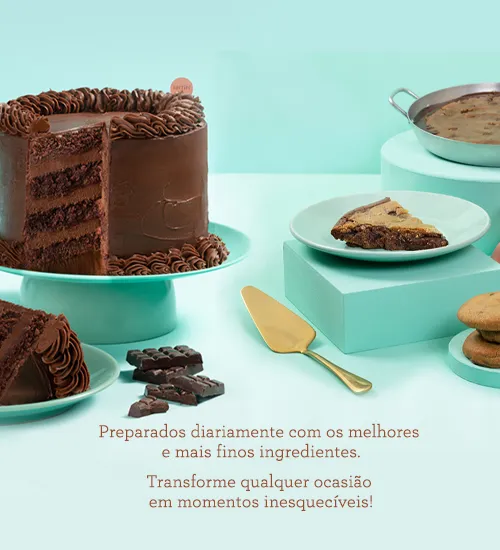 Preparados diariamente com os melhores
e mais finos ingredientes.
Transforme qualquer ocasião
em momentos inesquecíveis!